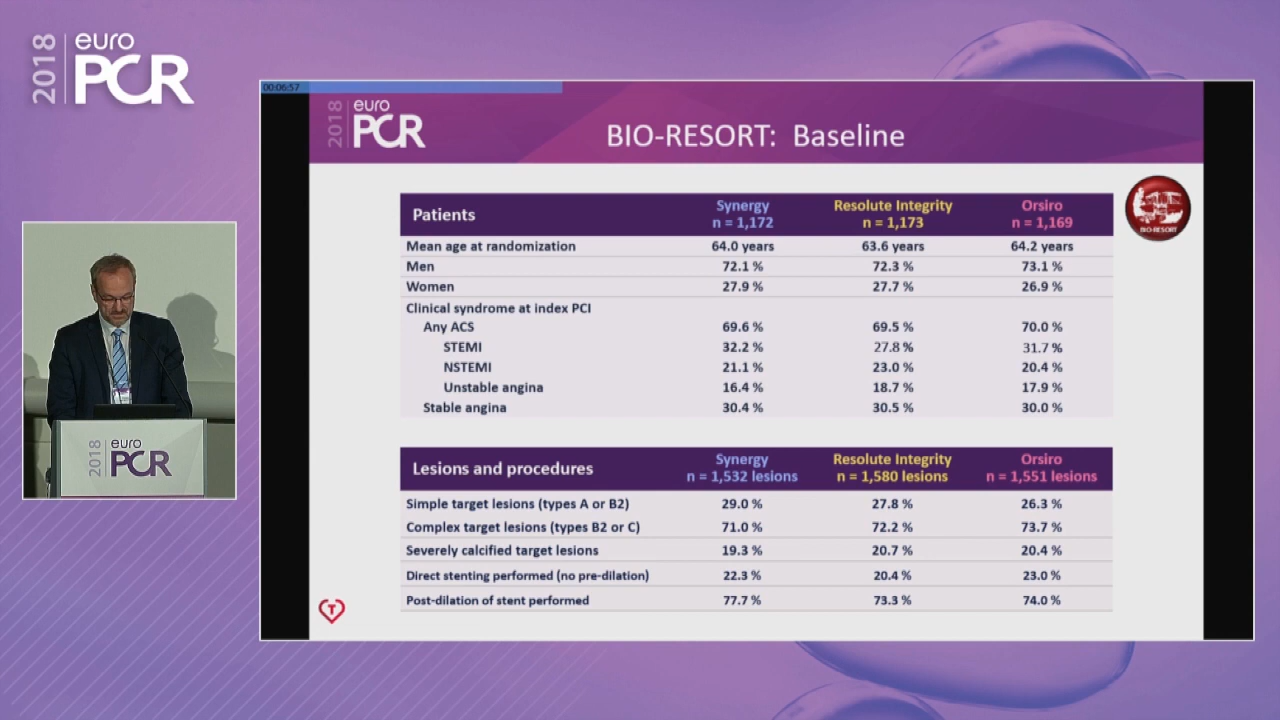 2018 euro PCR
00:06:57
2018 euro PCR
BIO-RESORT: Baseline
Patients Synergy n = 1,172 Resolute Integrity n = 1,173 Orsiro n = 1,169
Mean age at randomization 64.0 years 63.6 years 64.2 years
Men 72.1 % 72.3 % 73.1 %
Women 27.9 % 27.7 % 26.9 %
Clinical syndrome at index PCI
Any ACS 69.6 % 69.5 % 70.0 %
STEMI 32.2 % 27.8 % 31.7 %
NSTEMI 21.1 % 23.0 % 20.4 %
Unstable angina 16.4 % 18.7 % 17.9 %
Stable angina 30.4 % 30.5 % 30.0 %
Lesions and procedures Synergy n = 1,532 lesions Resolute Integrity n = 1,580 lesions Orsiro n = 1,551 lesions
Simple target lesions (types A or B2) 29.0 % 27.8 % 26.3 %
Complex target lesions (types B2 or C) 71.0 % 72.2 % 73.7 %
Severely calcified target lesions 19.3 % 20.7 % 20.4 %
Direct stenting performed (no pre-dilation) 22.3 % 20.4 % 23.0 %
Post-dilation of stent performed 77.7 % 73.3 % 74.0 %
BIO-RESORT
T
2018 euro PCR